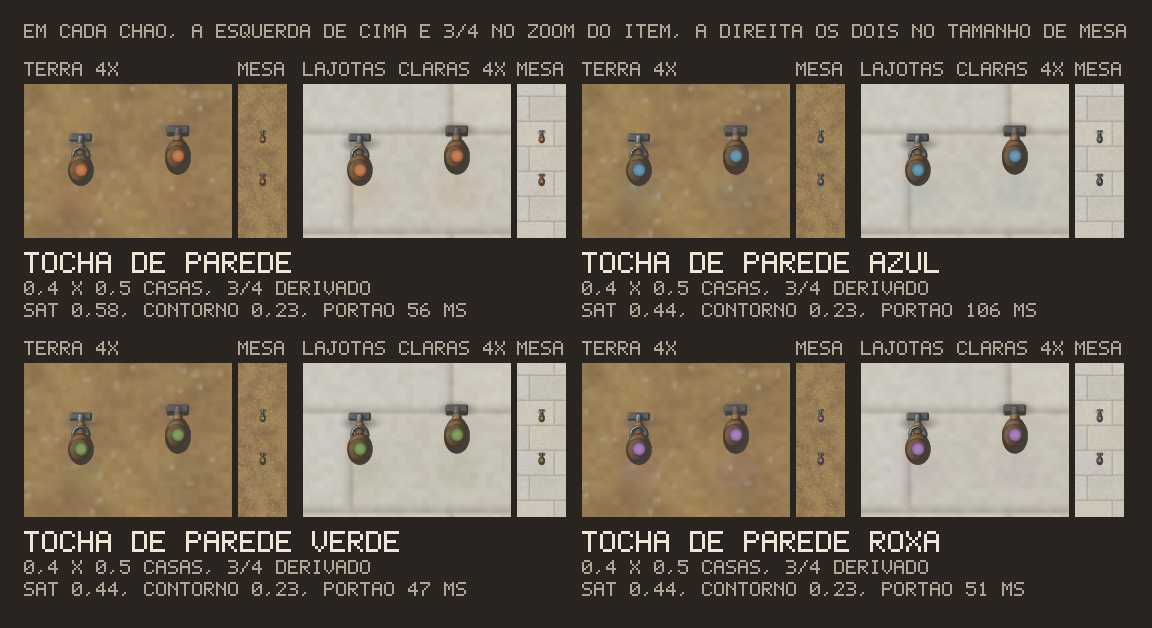 EM CADA CHAO, A ESQUERDA DE CIMA E 3/4 NO ZOOM DO ITEM, A DIREITA OS DOIS NO TAMANHO DE MESA
TERRA 4X MESA LAJOTAS CLARAS 4X MESA TERRA 4X MESA LAJOTAS CLARAS 4X MESA
TOCHA DE PAREDE
0,4 X 0,5 CASAS, 3/4 DERIVADO
SAT 0,58, CONTORNO 0,23, PORTAO 56 MS
TOCHA DE PAREDE AZUL
0,4 X 0,5 CASAS, 3/4 DERIVADO
SAT 0,44, CONTORNO 0,23, PORTAO 106 MS
TERRA 4X MESA LAJOTAS CLARAS 4X MESA TERRA 4X MESA LAJOTAS CLARAS 4X MESA
TOCHA DE PAREDE VERDE
0,4 X 0,5 CASAS, 3/4 DERIVADO
SAT 0,44, CONTORNO 0,23, PORTAO 47 MS
TOCHA DE PAREDE ROXA
0,4 X 0,5 CASAS, 3/4 DERIVADO
SAT 0,44, CONTORNO 0,23, PORTAO 51 MS